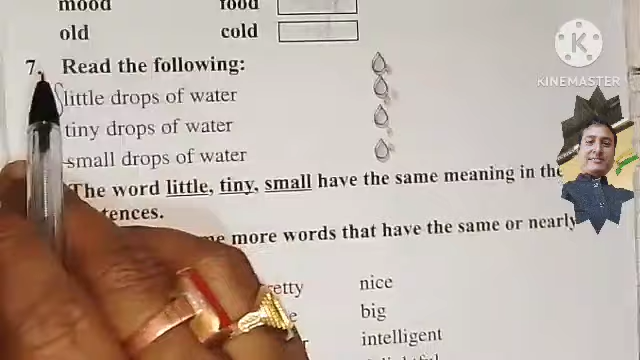 mood food
old cold
7. Read the following:
little drops of water
tiny drops of water
small drops of water
The word little, tiny, small have the same meaning in the
tences.
me more words that have the same or nearly
retty nice
big
intelligent
K
KINEMASTER